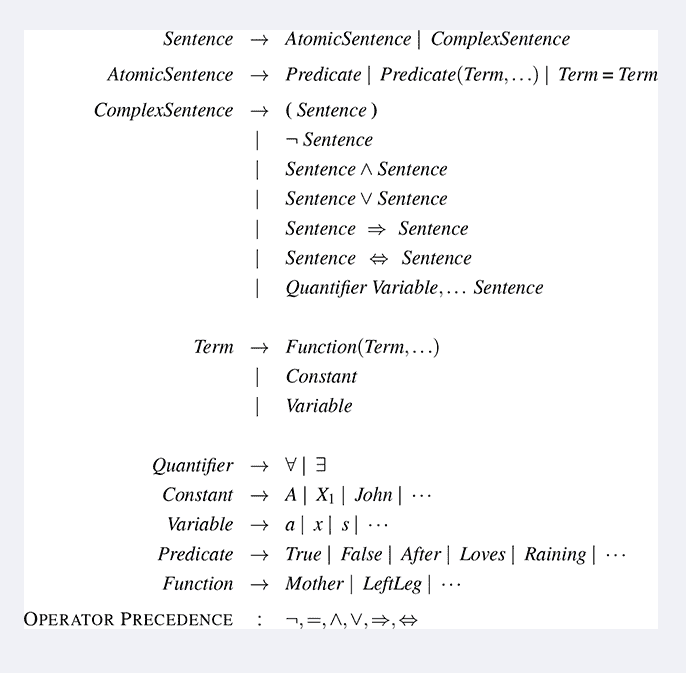 Sentence → AtomicSentence | ComplexSentence
AtomicSentence → Predicate | Predicate(Term,...) | Term = Term
ComplexSentence → ( Sentence )
| ¬ Sentence
| Sentence ∧ Sentence
| Sentence ∨ Sentence
| Sentence ⇒ Sentence
| Sentence ⇔ Sentence
| Quantifier Variable,... Sentence
Term → Function(Term,...)
| Constant
| Variable
Quantifier → ∀ | ∃
Constant → A | X₁ | John | ···
Variable → a | x | s | ···
Predicate → True | False | After | Loves | Raining | ···
Function → Mother | LeftLeg | ···
OPERATOR PRECEDENCE : ¬,=,∧,∨,⇒,⇔